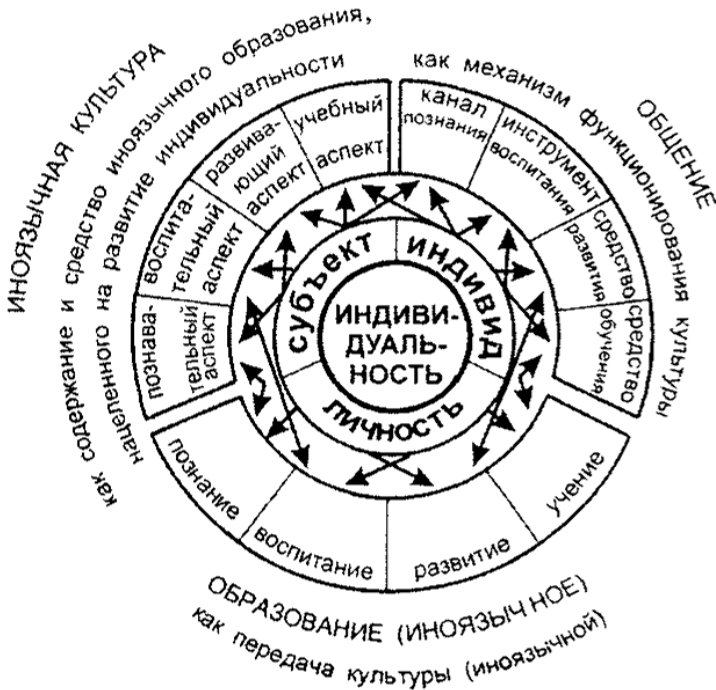 ИНОЯЗЫЧНАЯ КУЛЬТУРА
как содержание и средство иноязычного образования,
нацеленного на развитие индивидуальности
познава-
тельный
аспект
воспита-
тельный
аспект
развива-
ющий
аспект
учебный
аспект
ОБЩЕНИЕ
как механизм функционирования культуры
канал
познания
инструмент
воспитания
средство
развития
средство
обучения
субъект
индивид
личность
ИНДИВИ-
ДУАЛЬ-
НОСТЬ
познание
воспитание
развитие
учение
ОБРАЗОВАНИЕ (ИНОЯЗЫЧНОЕ)
как передача культуры (иноязычной)